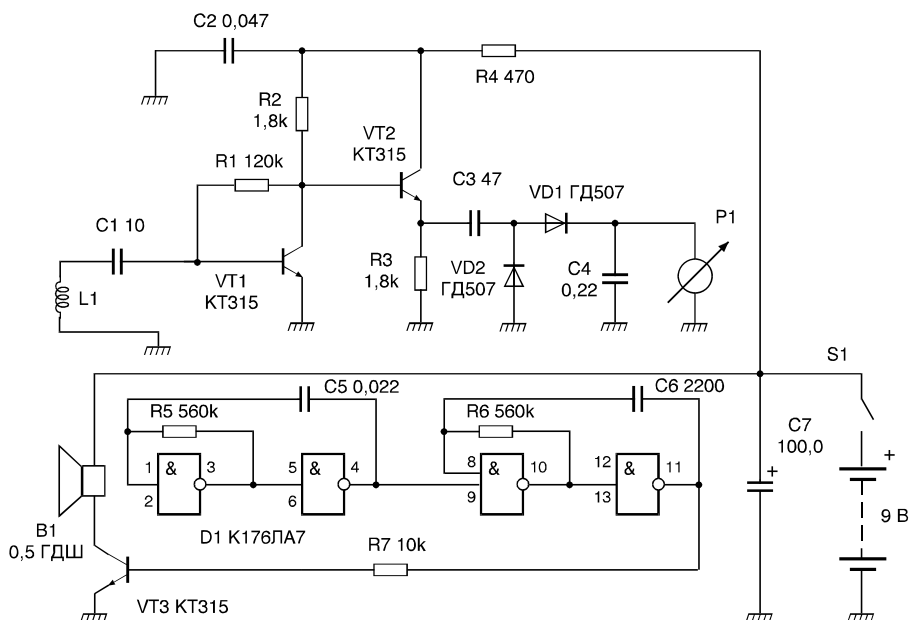 C2 0,047
R4 470
R2
1,8k
VT2
KT315
R1 120k
C3 47
VD1 ГД507
P1
C1 10
R3
1,8k
VD2
ГД507
C4
0,22
VT1
KT315
L1
S1
C5 0,022
C6 2200
R5 560k
R6 560k
C7
100,0
+
+
&
&
&
&
1
2
3
5
6
4
8
9
10
12
13
11
9 В
B1
0,5 ГДШ
D1 К176ЛА7
R7 10k
VT3 KT315